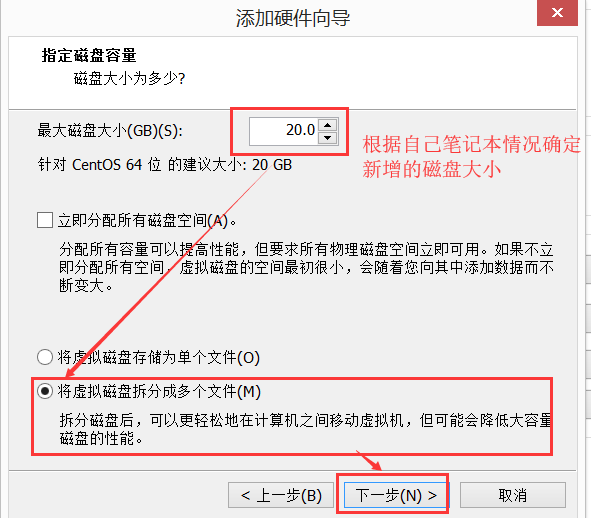 添加硬件向导
指定磁盘容量
磁盘大小为多少?
最大磁盘大小(GB)(S):
20.0
根据自己笔记本情况确定
新增的磁盘大小
针对 CentOS 64 位 的建议大小: 20 GB
立即分配所有磁盘空间(A)。
分配所有容量可以提高性能，但要求所有物理磁盘空间立即可用。如果不立
即分配所有空间，虚拟磁盘的空间最初很小，会随着您向其中添加数据而不
断变大。
将虚拟磁盘存储为单个文件(O)
将虚拟磁盘拆分成多个文件(M)
拆分磁盘后，可以更轻松地在计算机之间移动虚拟机，但可能会降低大容量
磁盘的性能。
< 上一步(B)
下一步(N) >
取消